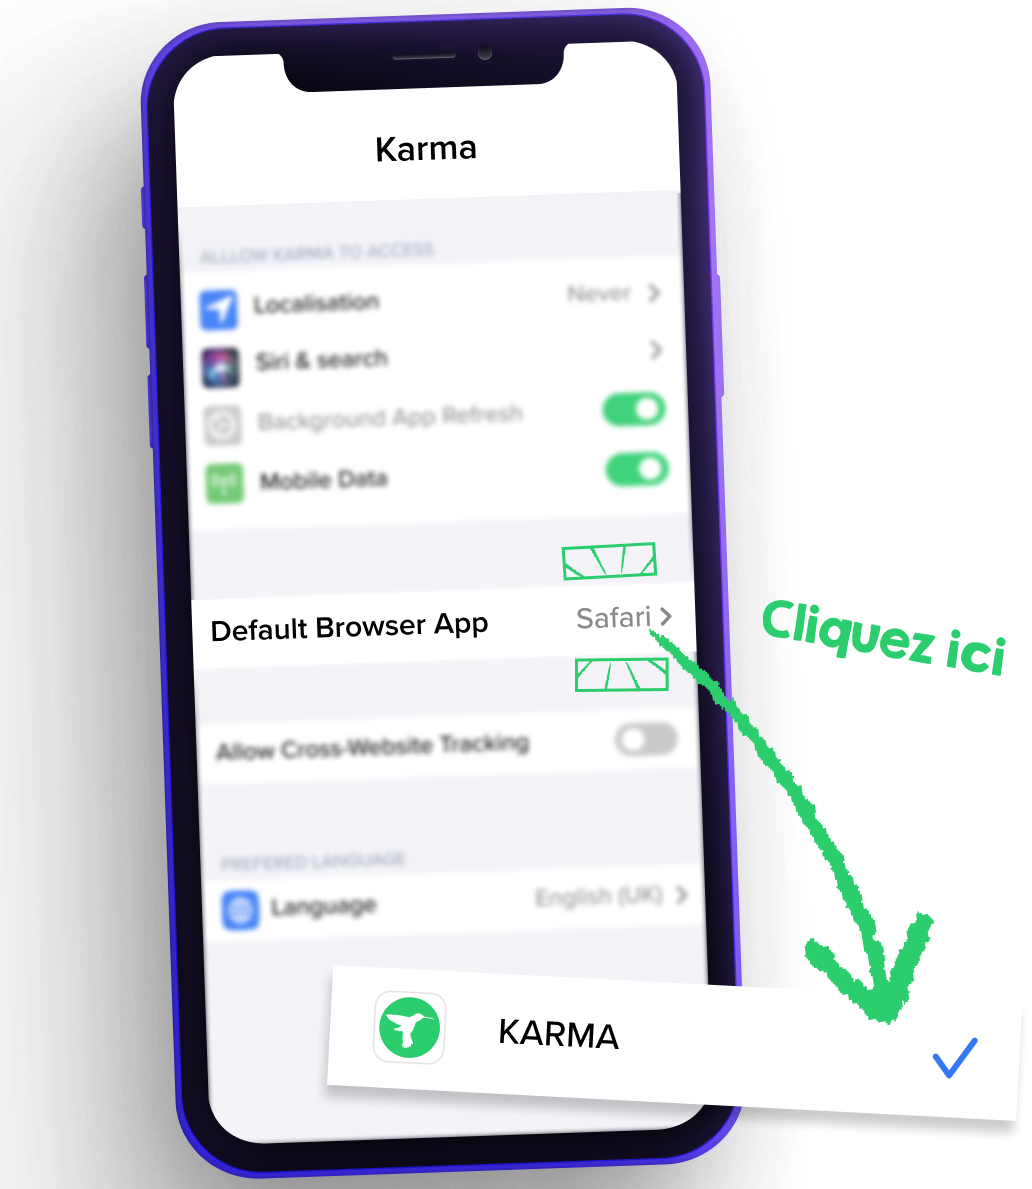 Karma
ALLLOW KARMA TO ACCESS
Localisation Never
Siri & search
Background App Refresh
Mobile Data
Default Browser App Safari
Cliquez ici
Allow Cross-Website Tracking
PREFERED LANGUAGE
Language English (UK)
KARMA